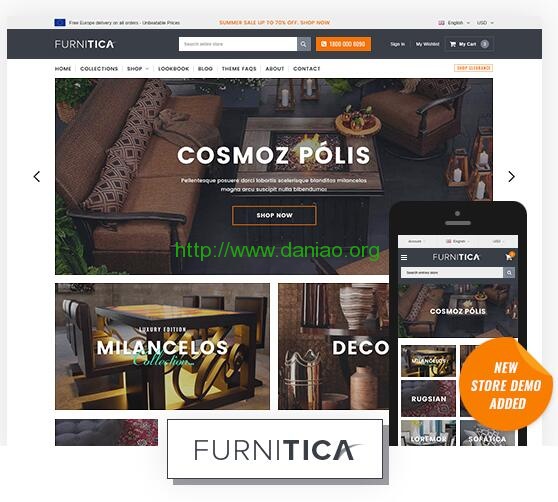 Free Europe delivery on all orders - Unbeatable Prices
SUMMER SALE UP TO 70% OFF. SHOP NOW
English
USD
FURNITICA
Search entire store
1800 000 8090
Sign In
My Wishlist
My Cart
HOME
COLLECTIONS
SHOP
LOOKBOOK
BLOG
THEME FAQS
ABOUT
CONTACT
SHOP CLEARANCE
COSMOZ PÓLIS
Pellentesque posuere dorci lobortis scelerisque blanditos milancelos
magna arcu suscipit nulla bibendumos
SHOP NOW
http://www.daniao.org
LUXURY EDITION
MILANCELOS
Collection...
DECO
Account
English
USD
FURNITICA
Search entire store
COSMOZ PÓLIS
MILANCELOS
RUGSIAN
LOREMOR
SOFATICA
NEW
STORE DEMO
ADDED
FURNITICA